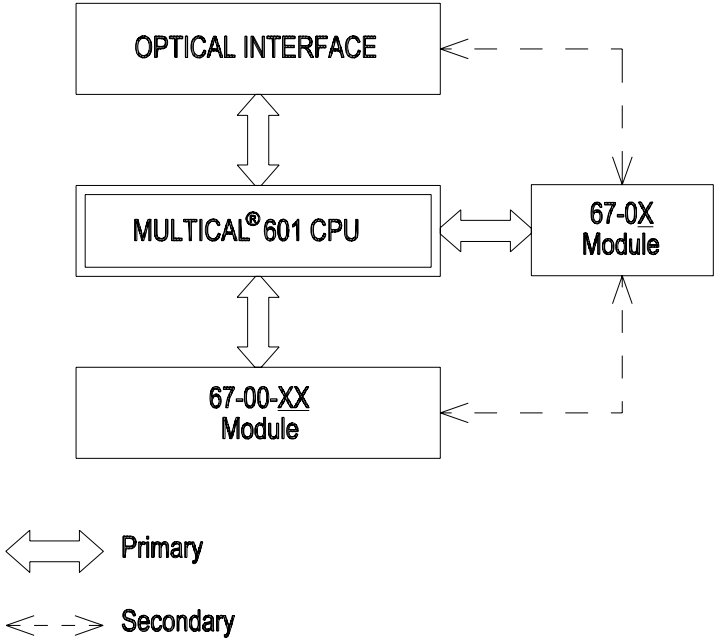 OPTICAL INTERFACE
MULTICAL® 601 CPU
67-0X
Module
67-00-XX
Module
Primary
Secondary